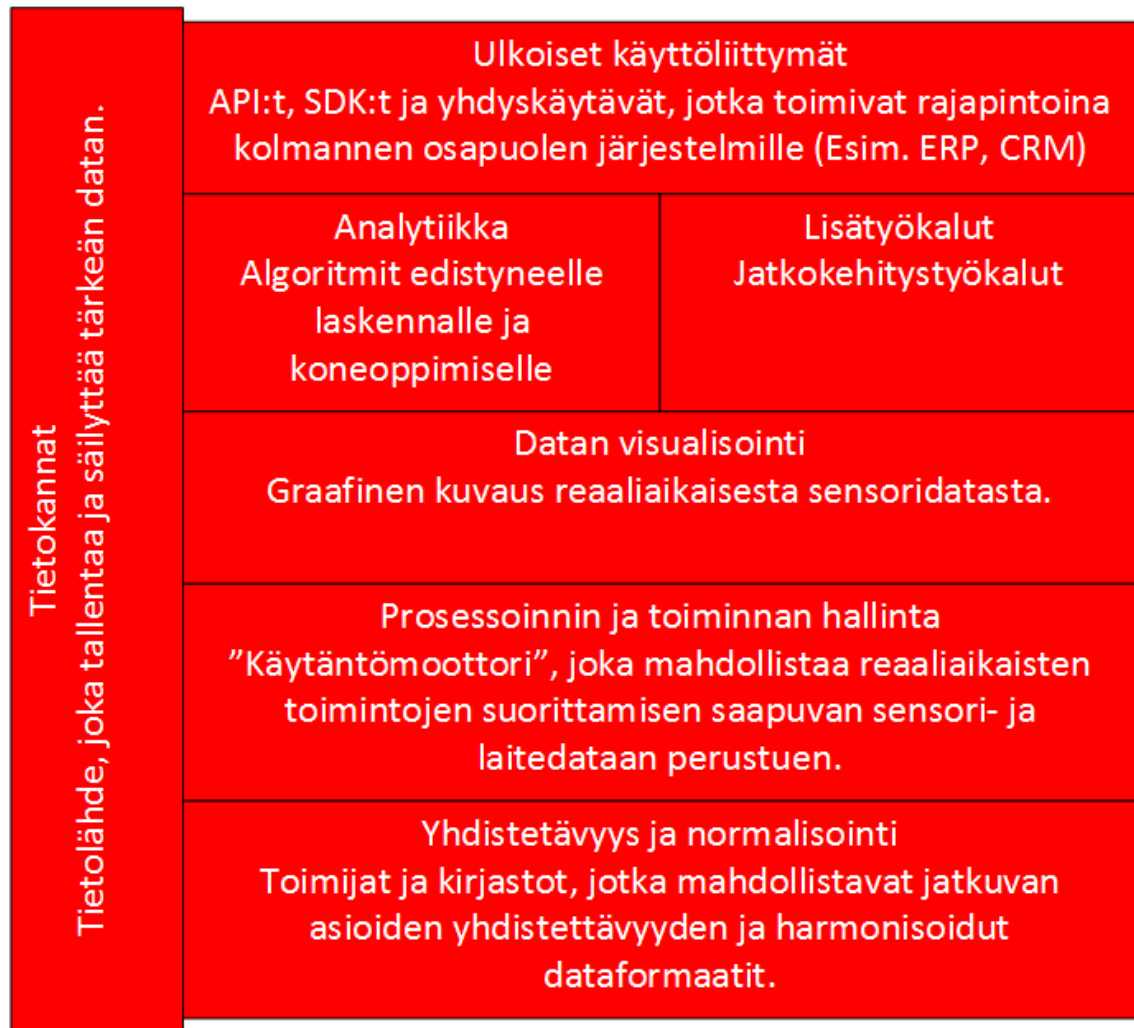 Tietokannat
Tietolähde, joka tallentaa ja säilyttää tärkeän datan.
Ulkoiset käyttöliittymät
API:t, SDK:t ja yhdyskäytävät, jotka toimivat rajapintoina
kolmannen osapuolen järjestelmille (Esim. ERP, CRM)
Analytiikka
Algoritmit edistyneelle
laskennalle ja
koneoppimiselle
Lisätyökalut
Jatkokehitystyökalut
Datan visualisointi
Graafinen kuvaus reaaliaikaisesta sensoridatasta.
Prosessoinnin ja toiminnan hallinta
”Käytäntömoottori”, joka mahdollistaa reaaliaikaisten
toimintojen suorittamisen saapuvan sensori- ja
laitedataan perustuen.
Yhdistetävyys ja normalisointi
Toimijat ja kirjastot, jotka mahdollistavat jatkuvan
asioiden yhdistettävyyden ja harmonisoidut
dataformaatit.